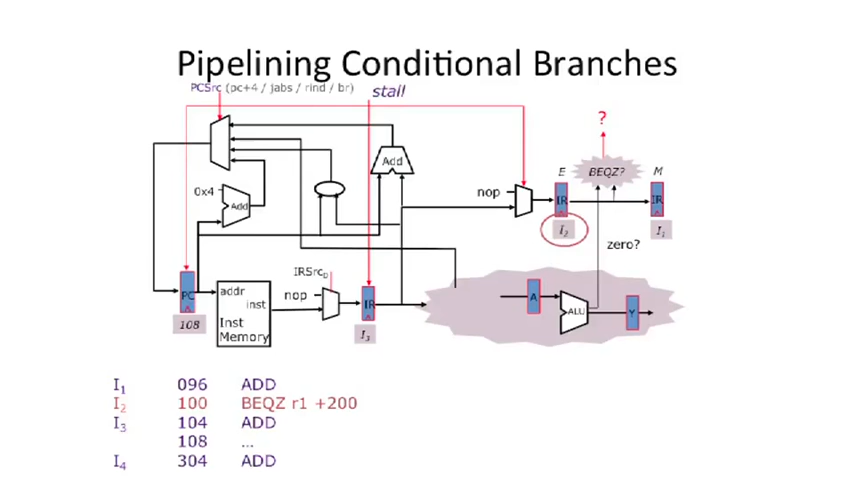 Pipelining Conditional Branches
PCSrc (pc+4 / jabs / rind / br)
stall
?
Add
E
BEQZ?
M
0x4
nop
IR
IR
Add
I2
I1
zero?
IRSrcD
PC
addr
nop
inst
IR
A
ALU
Y
Inst
Memory
108
I3
I1 096 ADD
I2 100 BEQZ r1 +200
I3 104 ADD
108 ...
I4 304 ADD